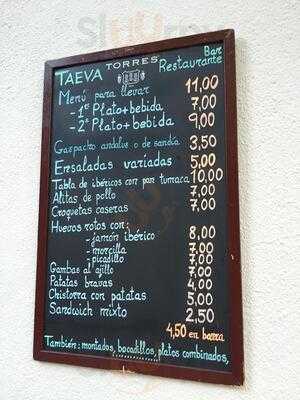 TORRES
TAEVA
Bar
Restaurante
Menú para llevar 11,00
- 1er Plato + bebida 7,00
- 2º Plato + bebida 9,00
Gaspacho andaluz o de sandía 3,50
Ensaladas variadas 5,00
Tabla de ibéricos con pan tumaca 10,00
Alitas de pollo 7,00
Croquetas caseras 7,00
Huevos rotos con:
- jamón ibérico 8,00
- morcilla 7,00
- picadillo 7,00
Gambas al ajillo 7,00
Patatas bravas 4,00
Chistorra con patatas 5,00
Sandwich mixto 2,50
4,50 en barra
También: montados, bocadillos, platos combinados,